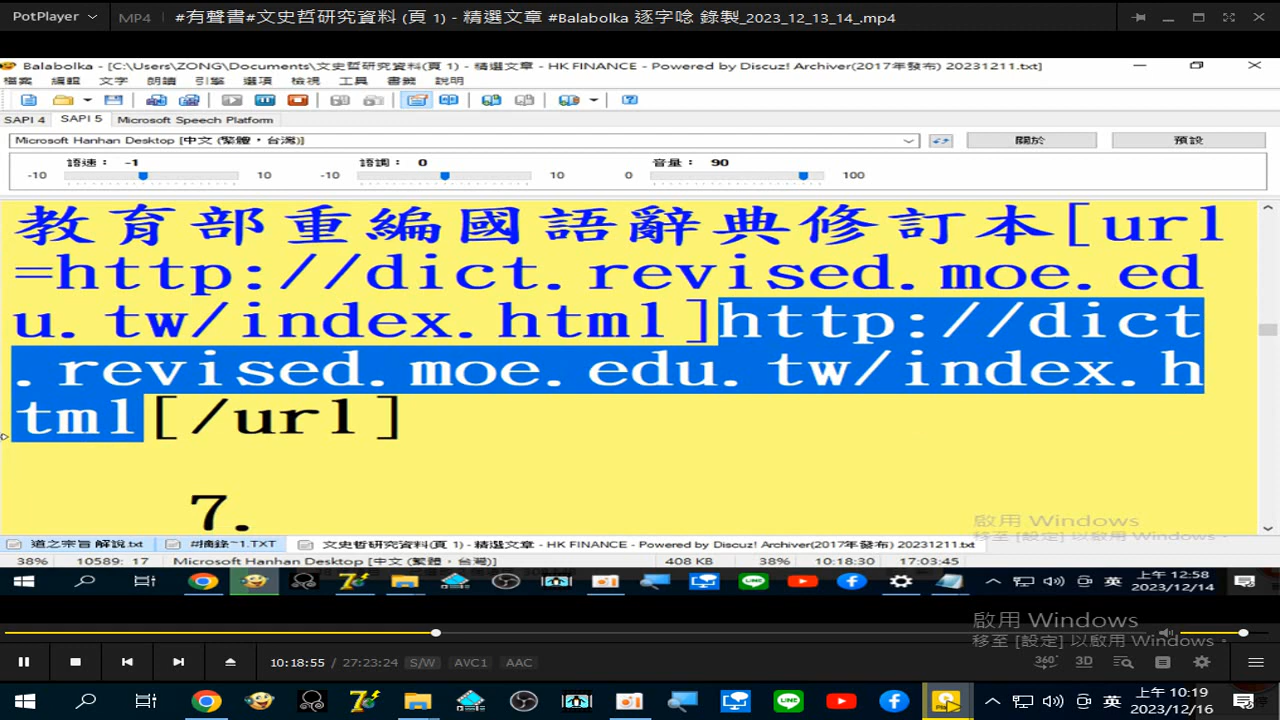 PotPlayer
MP4
#有聲書#文史哲研究資料 (頁 1) - 精選文章 #Balabolka 逐字唸 錄製_2023_12_13_14_.mp4
Balabolka - [C:\Users\ZONG\Documents\文史哲研究資料(頁 1) - 精選文章 - HK FINANCE - Powered by Discuz! Archiver(2017年發布) 20231211.txt]
檔案 編輯 文字 朗讀 引擎 選項 檢視 工具 書籤 說明
SAPI 4 SAPI 5 Microsoft Speech Platform
Microsoft Hanhan Desktop [中文 (繁體，台灣)]
關於 預設
語速： -1 語調： 0 音量： 90
-10 10 -10 10 0 100
教育部重編國語辭典修訂本[url
=http://dict.revised.moe.ed
u.tw/index.html]http://dict
.revised.moe.edu.tw/index.h
tml[/url]
7.
啟用 Windows
移至 [設定] 以啟用 Windows。
道之宗旨 解說.txt #摘錄~1.TXT 文史哲研究資料(頁 1) - 精選文章 - HK FINANCE - Powered by Discuz! Archiver(2017年發布) 20231211.txt
38% 10589: 17 Microsoft Hanhan Desktop [中文 (繁體，台灣)] 408 KB 38% 10:18:30 17:03:45
英 上午 12:58
2023/12/14
啟用 Windows
移至 [設定] 以啟用 Windows。
10:18:55 / 27:23:24 S/W AVC1 AAC
360° 3D
英 上午 10:19
2023/12/16